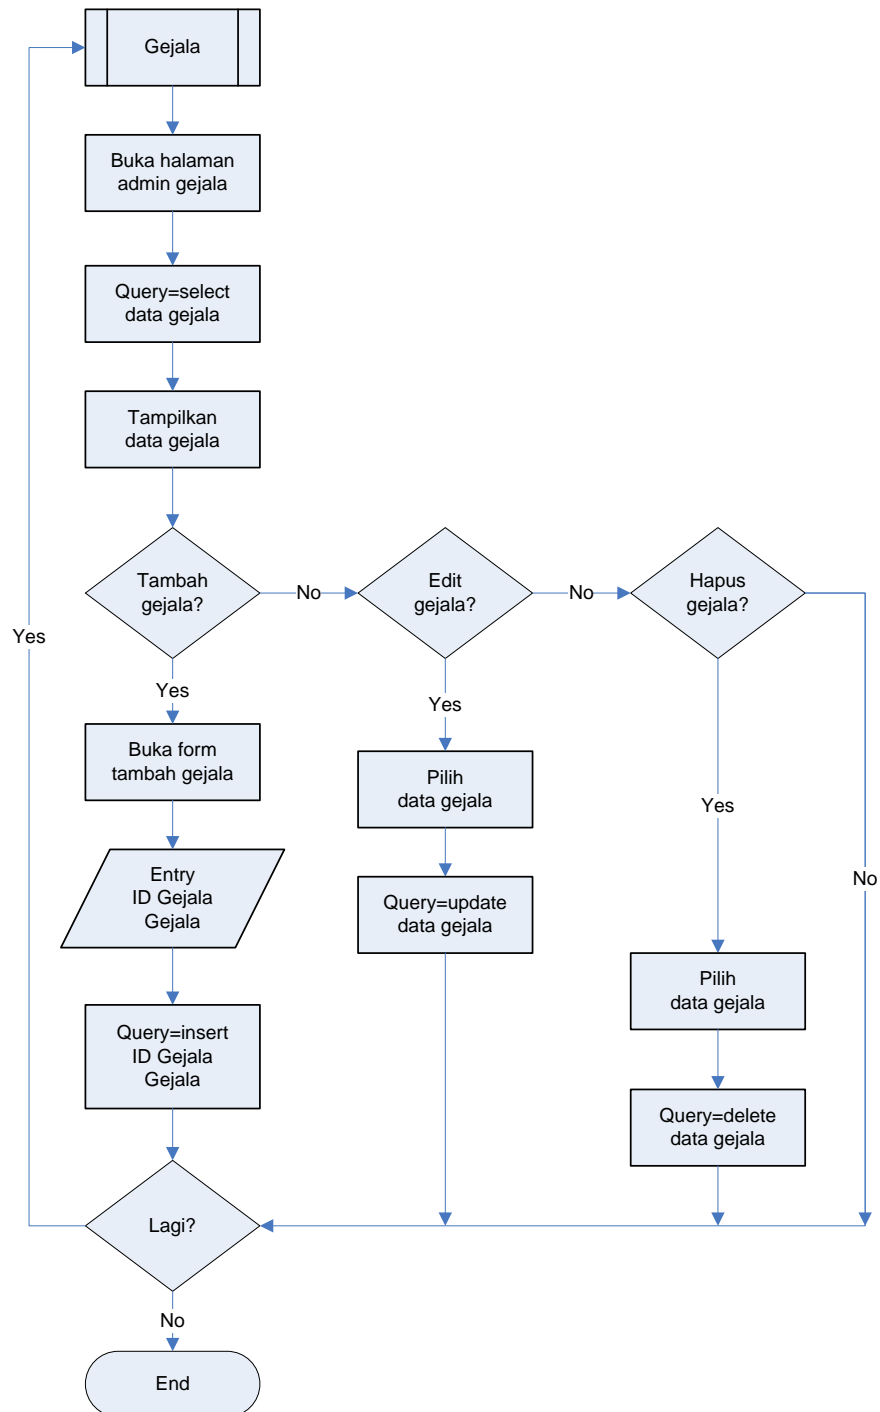 Gejala
Buka halaman
admin gejala
Query=select
data gejala
Tampilkan
data gejala
Tambah
gejala?
No
Edit
gejala?
No
Hapus
gejala?
Yes
Yes
Yes
Buka form
tambah gejala
Pilih
data gejala
Yes
No
Entry
ID Gejala
Gejala
Query=update
data gejala
Pilih
data gejala
Query=insert
ID Gejala
Gejala
Query=delete
data gejala
Lagi?
No
End